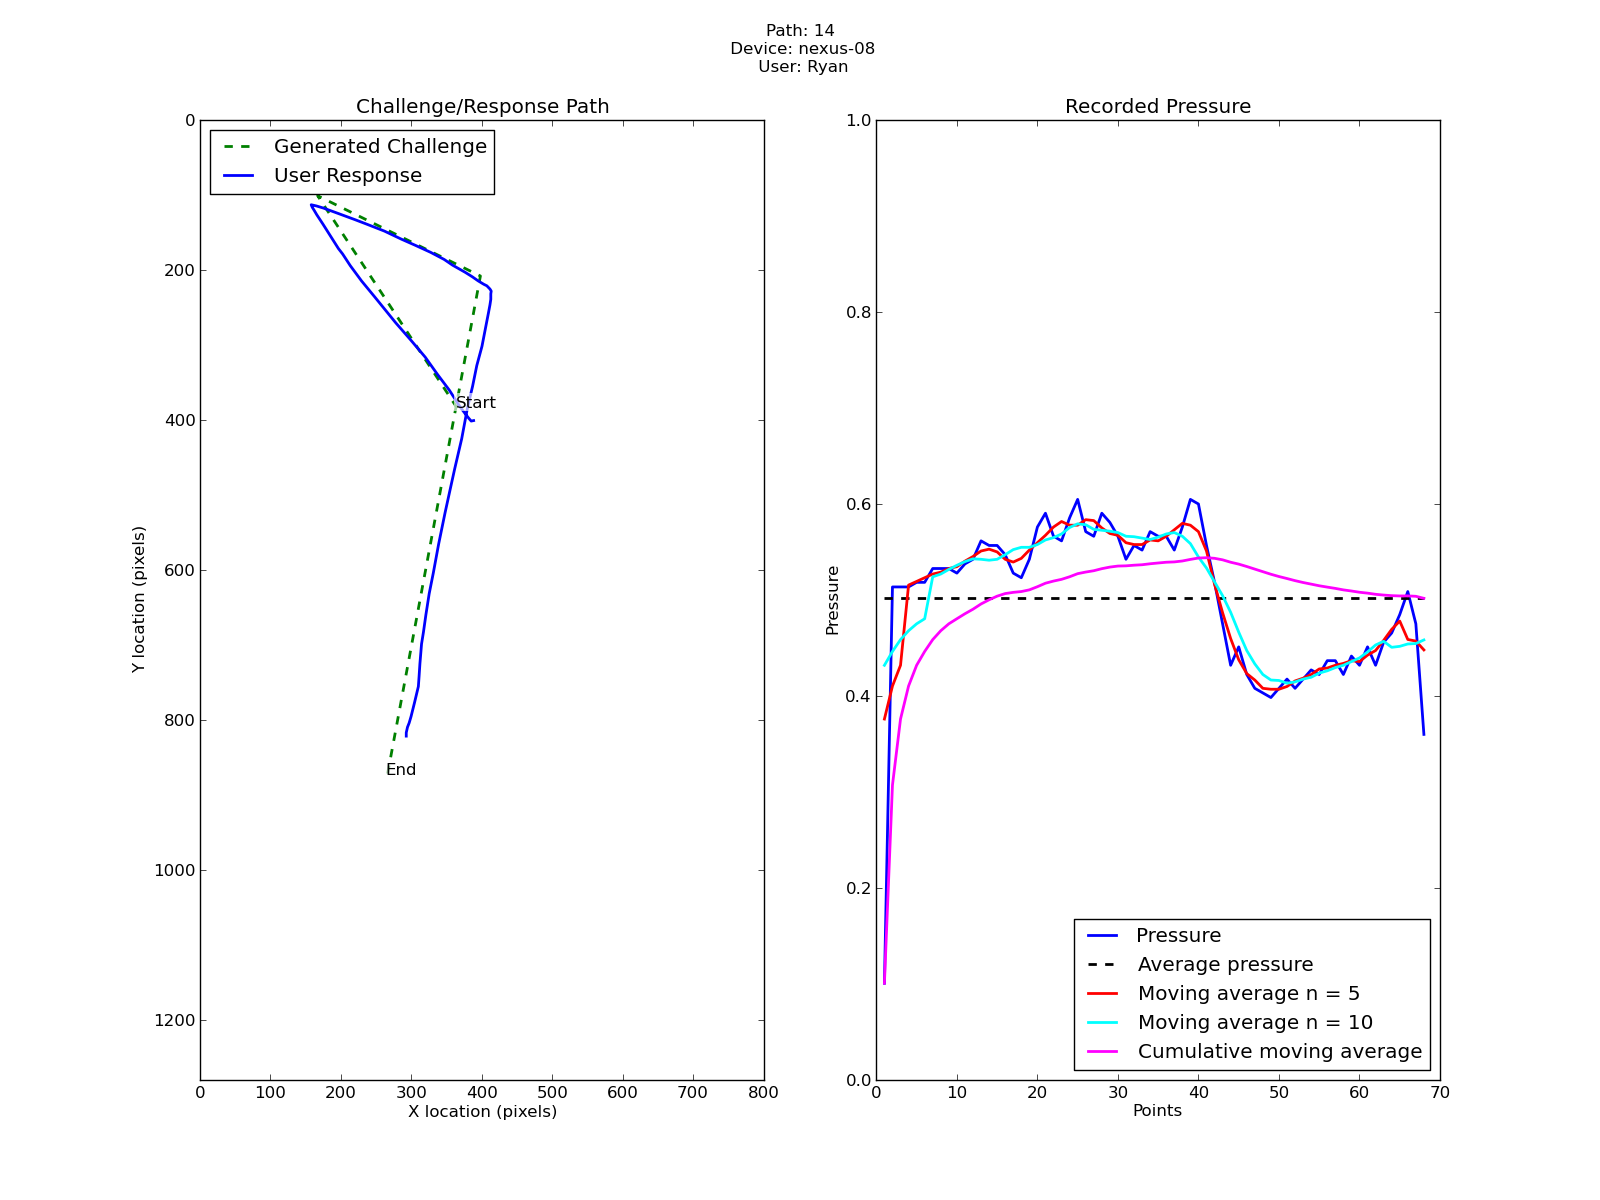 Path: 14
Device: nexus-08
User: Ryan
Challenge/Response Path
Generated Challenge
User Response
0
200
400
600
800
1000
1200
Y location (pixels)
Start
End
0 100 200 300 400 500 600 700 800
X location (pixels)
Recorded Pressure
1.0
0.8
0.6
0.4
0.2
0.0
Pressure
Pressure
Average pressure
Moving average n = 5
Moving average n = 10
Cumulative moving average
0 10 20 30 40 50 60 70
Points